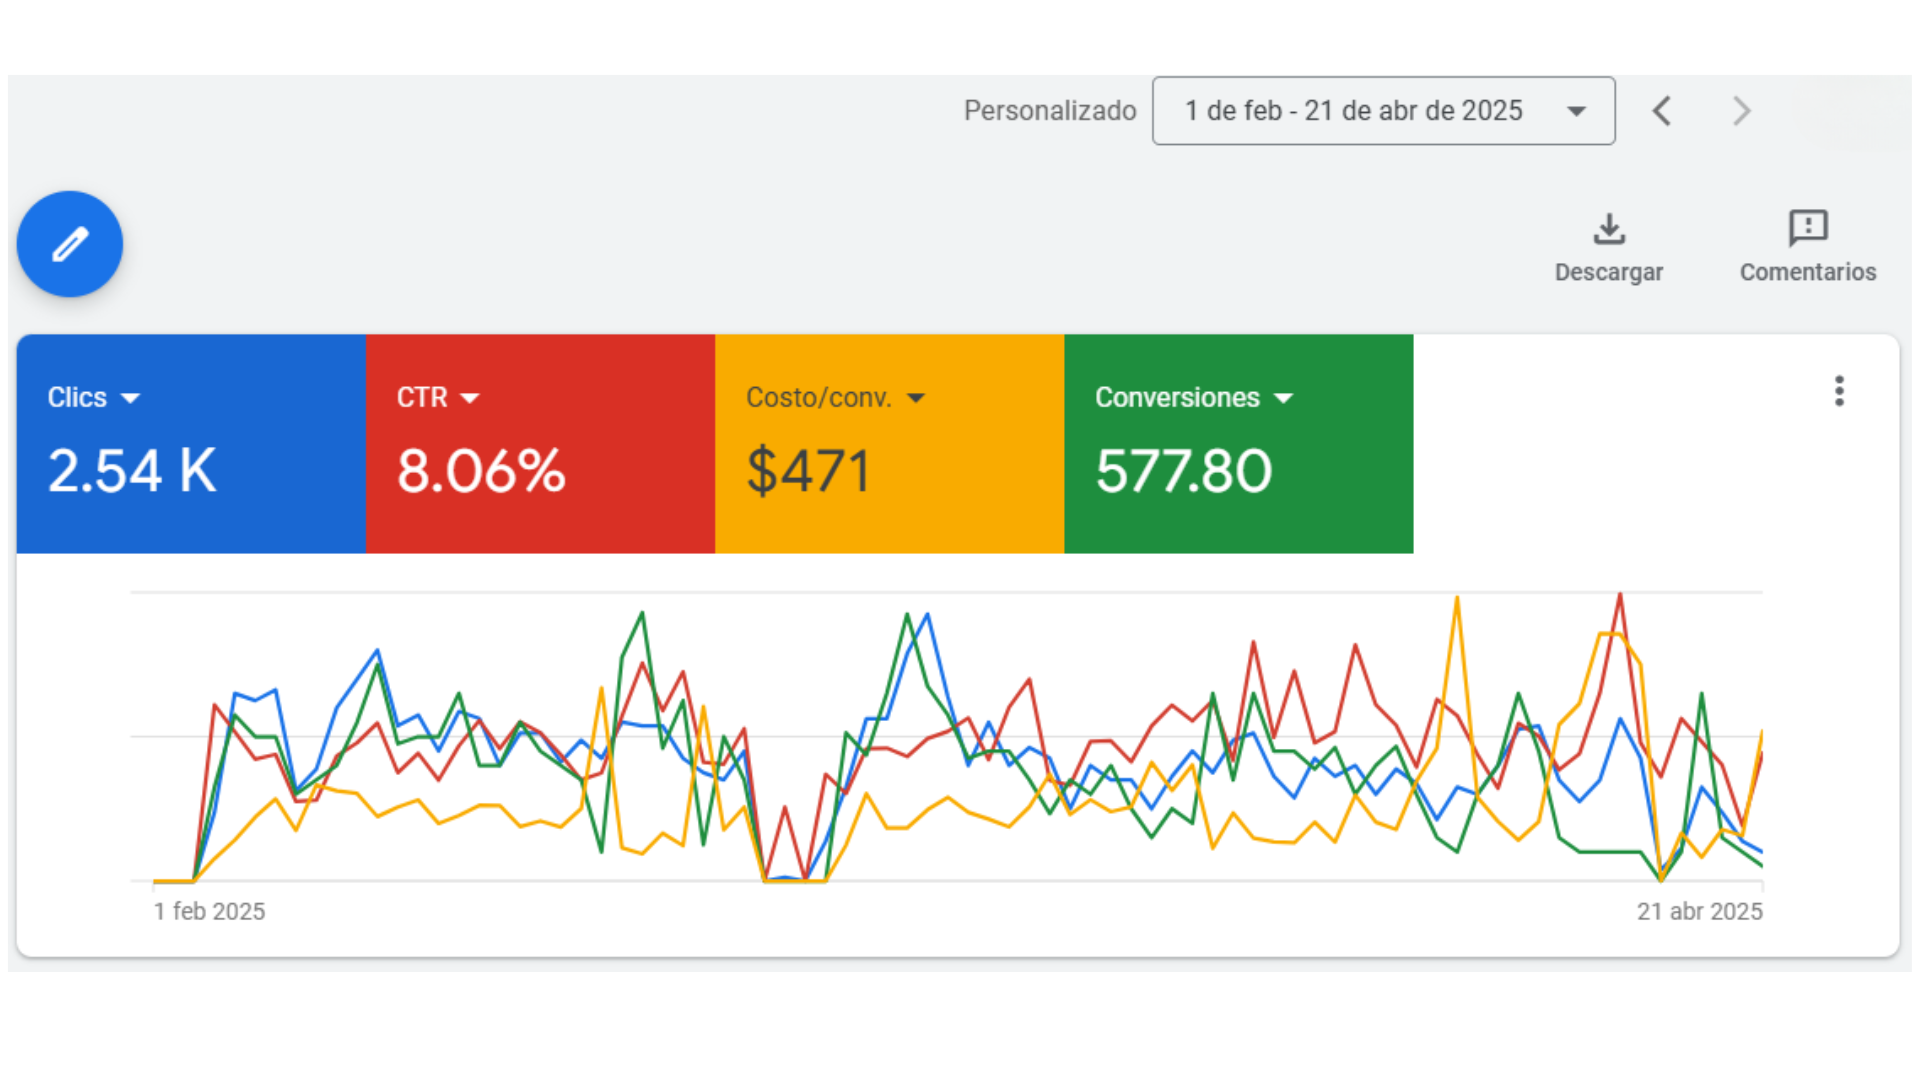 Personalizado
1 de feb - 21 de abr de 2025
Descargar
Comentarios
Clics
2.54 K
CTR
8.06%
Costo/conv.
$471
Conversiones
577.80
1 feb 2025
21 abr 2025